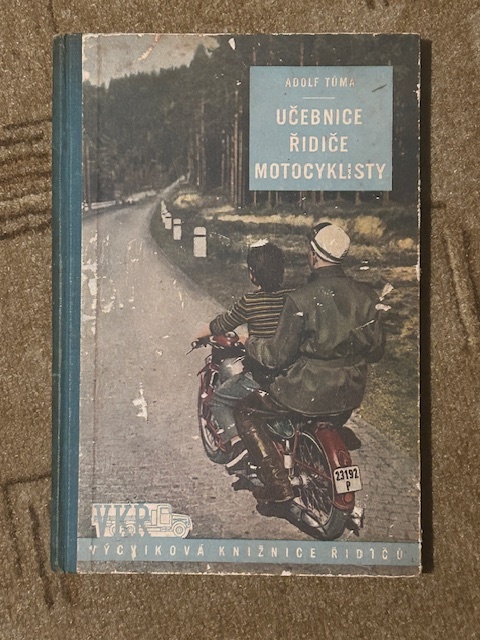 ADOLF TŮMA
UČEBNICE
ŘIDIČE
MOTOCYKLISTY
23192
P
VKŘ
VÝCVIKOVÁ KNIŽNICE ŘIDIČŮ